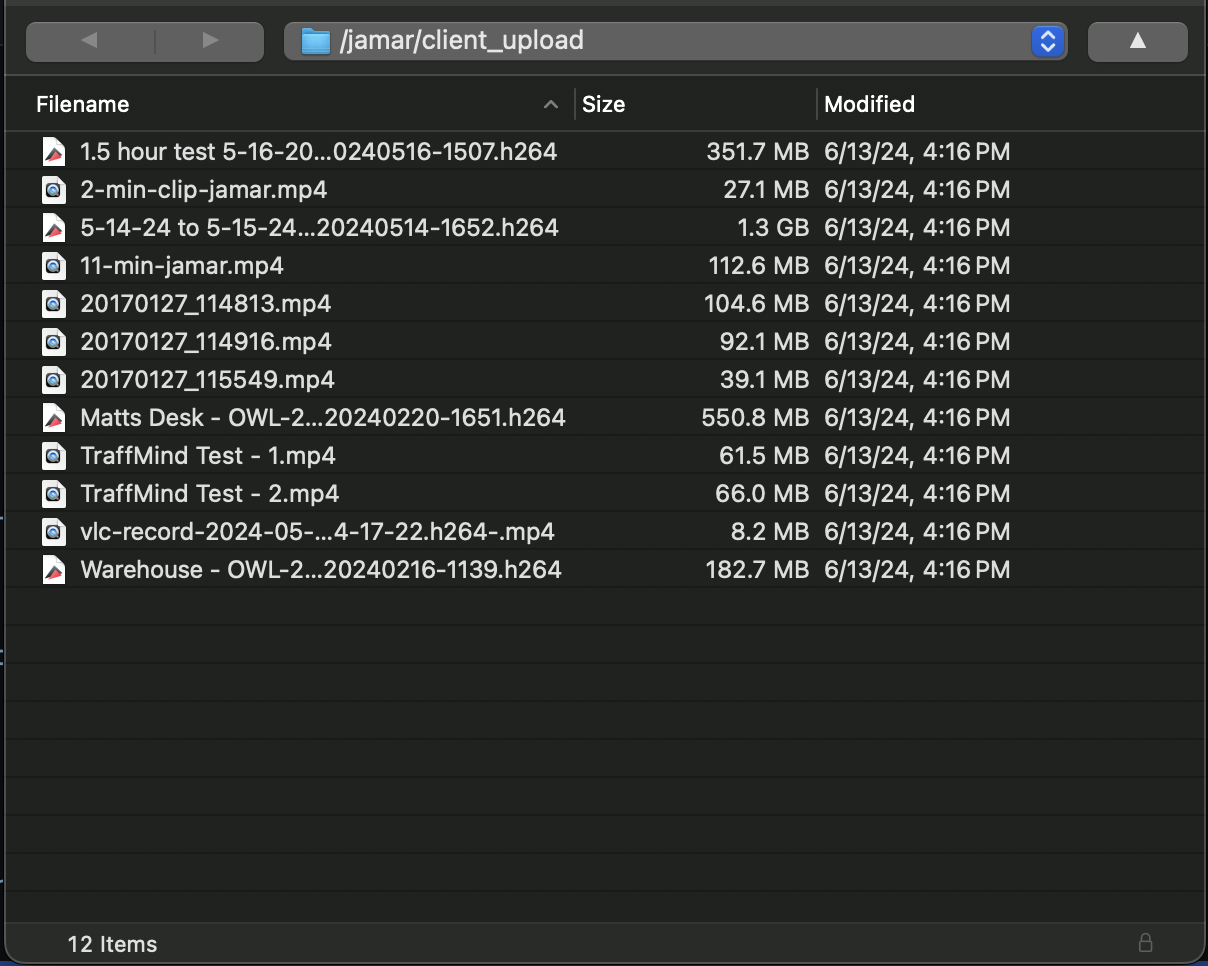 /jamar/client_upload
Filename Size Modified
1.5 hour test 5-16-20...0240516-1507.h264 351.7 MB 6/13/24, 4:16 PM
2-min-clip-jamar.mp4 27.1 MB 6/13/24, 4:16 PM
5-14-24 to 5-15-24...20240514-1652.h264 1.3 GB 6/13/24, 4:16 PM
11-min-jamar.mp4 112.6 MB 6/13/24, 4:16 PM
20170127_114813.mp4 104.6 MB 6/13/24, 4:16 PM
20170127_114916.mp4 92.1 MB 6/13/24, 4:16 PM
20170127_115549.mp4 39.1 MB 6/13/24, 4:16 PM
Matts Desk - OWL-2...20240220-1651.h264 550.8 MB 6/13/24, 4:16 PM
TraffMind Test - 1.mp4 61.5 MB 6/13/24, 4:16 PM
TraffMind Test - 2.mp4 66.0 MB 6/13/24, 4:16 PM
vlc-record-2024-05-...4-17-22.h264-.mp4 8.2 MB 6/13/24, 4:16 PM
Warehouse - OWL-2...20240216-1139.h264 182.7 MB 6/13/24, 4:16 PM
12 Items